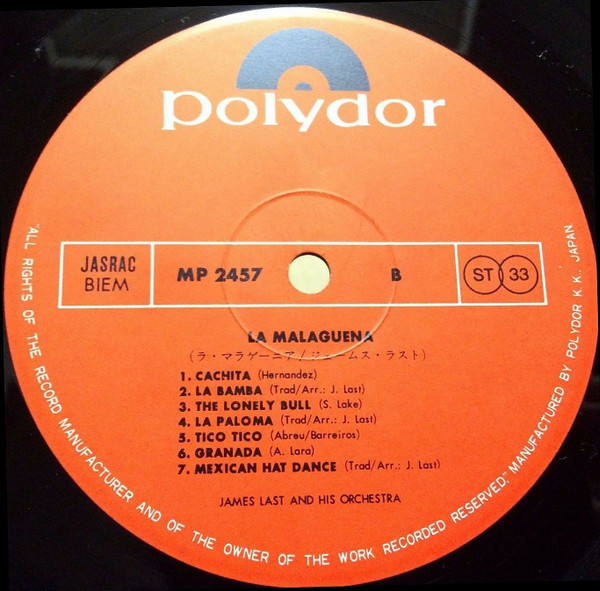 polydor
JASRAC
BIEM
MP 2457
B
ST 33
LA MALAGUENA
(ラ・マラゲーニア/ジェームス・ラスト)
1. CACHITA (Hernandez)
2. LA BAMBA (Trad/Arr.: J. Last)
3. THE LONELY BULL (S. Lake)
4. LA PALOMA (Trad/Arr.: J. Last)
5. TICO TICO (Abreu/Barreiros)
6. GRANADA (A. Lara)
7. MEXICAN HAT DANCE (Trad/Arr.: J. Last)
JAMES LAST AND HIS ORCHESTRA
"ALL RIGHTS OF THE RECORD MANUFACTURER AND OF THE OWNER OF THE WORK RECORDED RESERVED." MANUFACTURED BY POLYDOR K.K., JAPAN